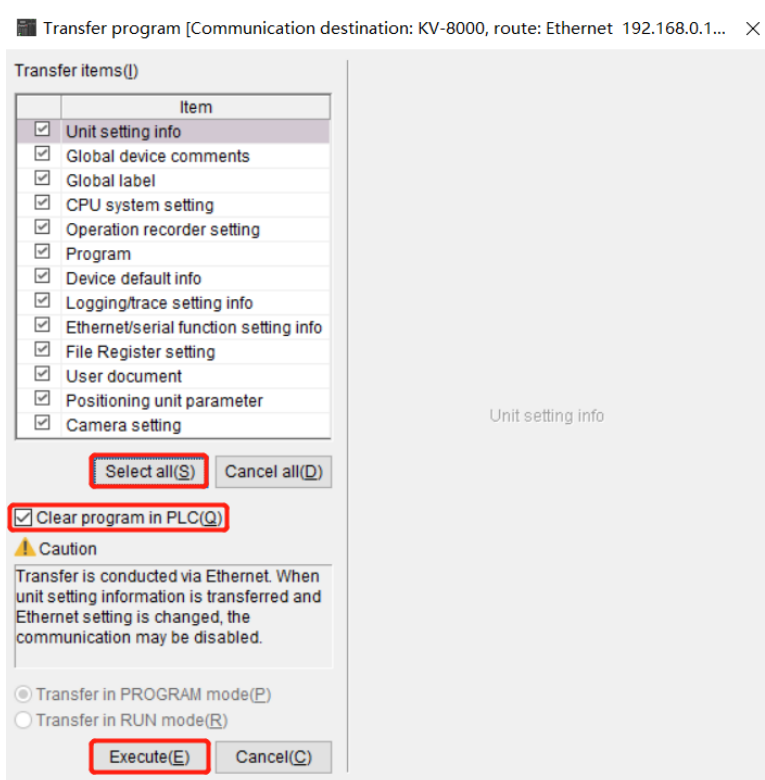 Transfer program [Communication destination: KV-8000, route: Ethernet 192.168.0.1...
Transfer items(I)
Item
Unit setting info
Global device comments
Global label
CPU system setting
Operation recorder setting
Program
Device default info
Logging/trace setting info
Ethernet/serial function setting info
File Register setting
User document
Positioning unit parameter
Camera setting
Unit setting info
Select all(S)
Cancel all(D)
Clear program in PLC(Q)
Caution
Transfer is conducted via Ethernet. When
unit setting information is transferred and
Ethernet setting is changed, the
communication may be disabled.
Transfer in PROGRAM mode(P)
Transfer in RUN mode(R)
Execute(E)
Cancel(C)